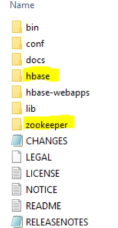 Name
bin
conf
docs
hbase
hbase-webapps
lib
zookeeper
CHANGES
LEGAL
LICENSE
NOTICE
README
RELEASENOTES